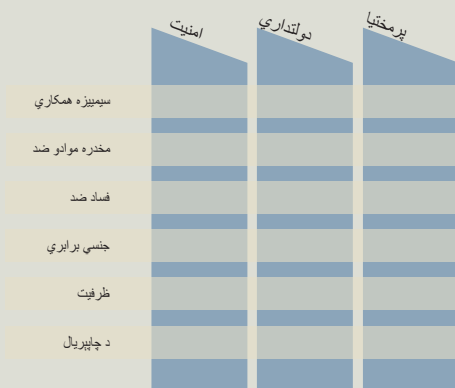 امنيت
دولتداري
پرمختيا
سيمييزه همکاري
مخدره موادو ضد
فساد ضد
جنسي برابري
ظرفيت
د چاپيريال